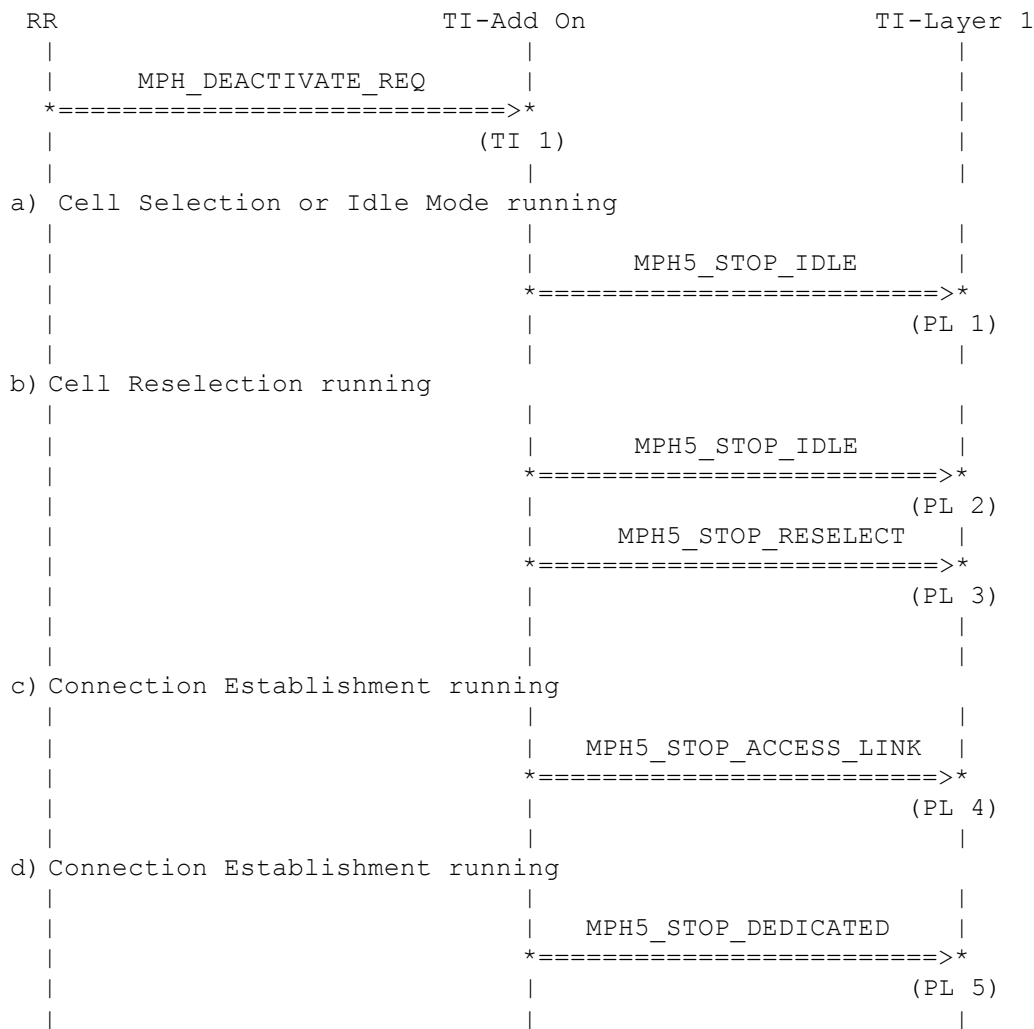 RR TI-Add On TI-Layer 1
| | |
| MPH_DEACTIVATE_REQ | |
*============================>* |
| (TI 1) |
| | |
a) Cell Selection or Idle Mode running
| | |
| | MPH5_STOP_IDLE |
| *=========================>*
| | (PL 1)
| | |
b) Cell Reselection running
| | |
| | MPH5_STOP_IDLE |
| *=========================>*
| | (PL 2)
| | MPH5_STOP_RESELECT |
| *=========================>*
| | (PL 3)
| | |
| | |
c) Connection Establishment running
| | |
| | MPH5_STOP_ACCESS_LINK |
| *=========================>*
| | (PL 4)
| | |
d) Connection Establishment running
| | |
| | MPH5_STOP_DEDICATED |
| *=========================>*
| | (PL 5)
| | |